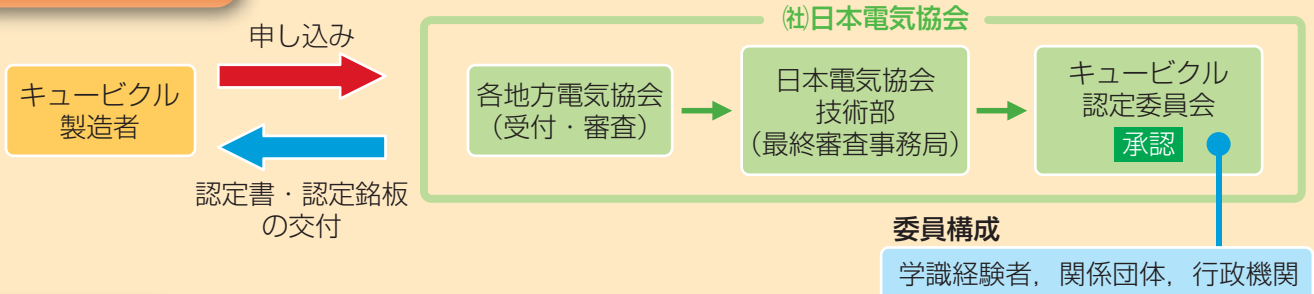 ㈳日本電気協会
申し込み
キュービクル
製造者
認定書・認定銘板
の交付
各地方電気協会
（受付・審査）
日本電気協会
技術部
（最終審査事務局）
キュービクル
認定委員会
承認
委員構成
学識経験者，関係団体，行政機関